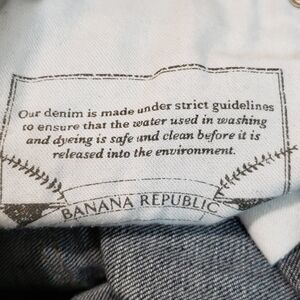 Our denim is made under strict guidelines
to ensure that the water used in washing
and dyeing is safe and clean before it is
released into the environment.
BANANA REPUBLIC